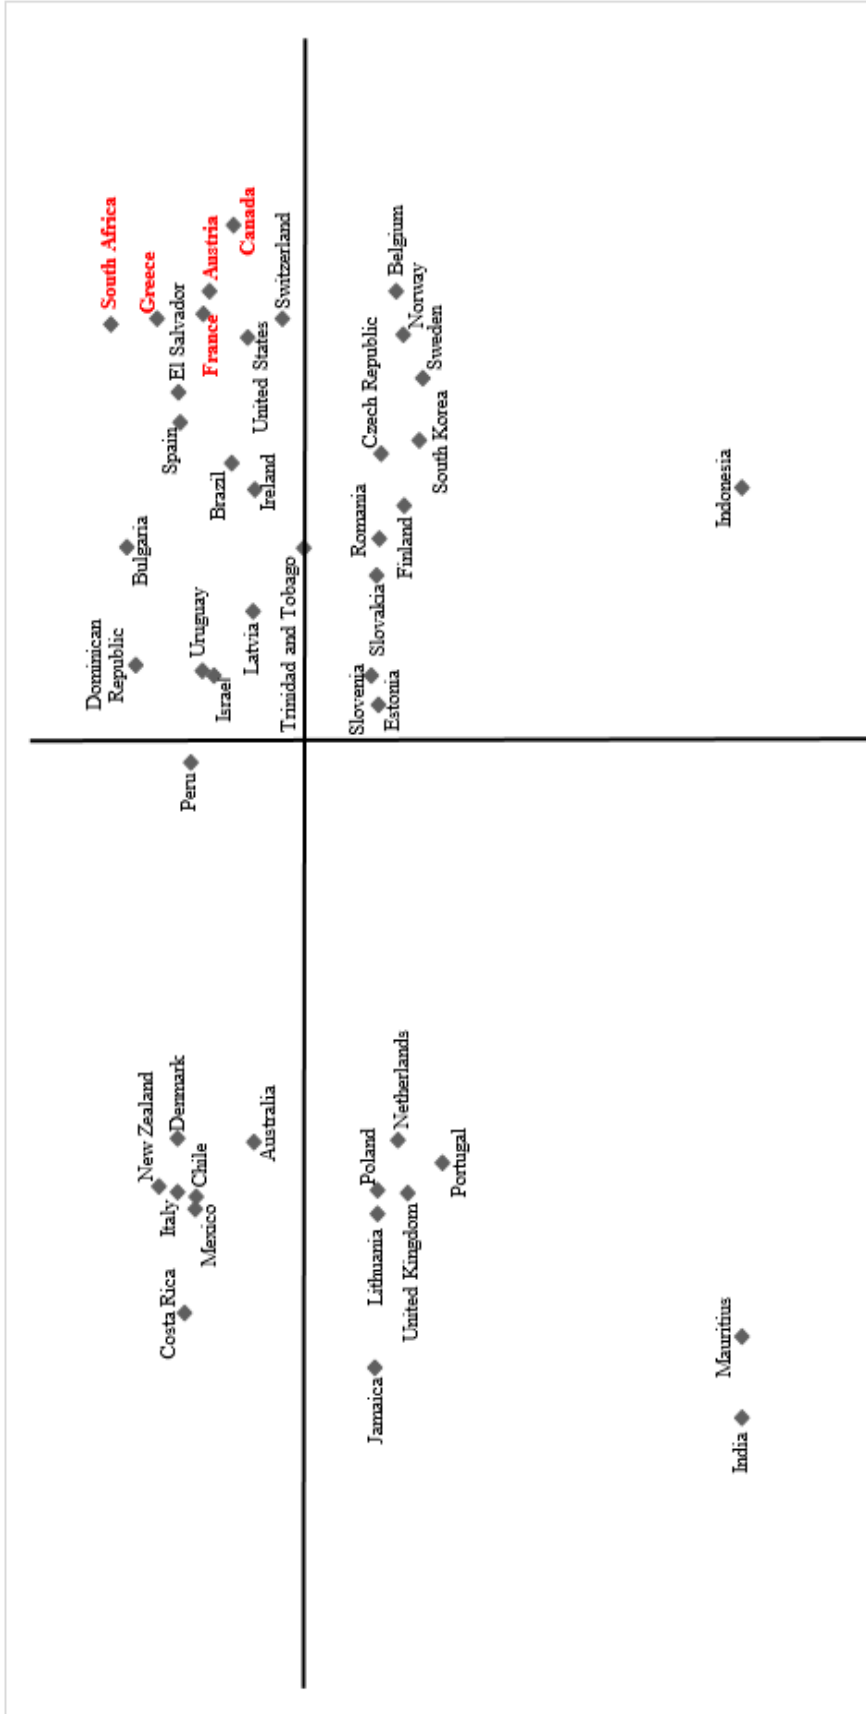 South Africa
Greece
El Salvador
Austria
France
Canada
Switzerland
United States
Spain
Brazil
Ireland
Bulgaria
Dominican
Republic
Uruguay
Israel
Latvia
Trinidad and Tobago
Belgium
Norway
Sweden
Czech Republic
South Korea
Romania
Finland
Slovakia
Slovenia
Estonia
Indonesia
Peru
New Zealand
Denmark
Italy
Chile
Mexico
Costa Rica
Australia
Netherlands
Poland
Portugal
Lithuania
United Kingdom
Jamaica
Mauritius
India